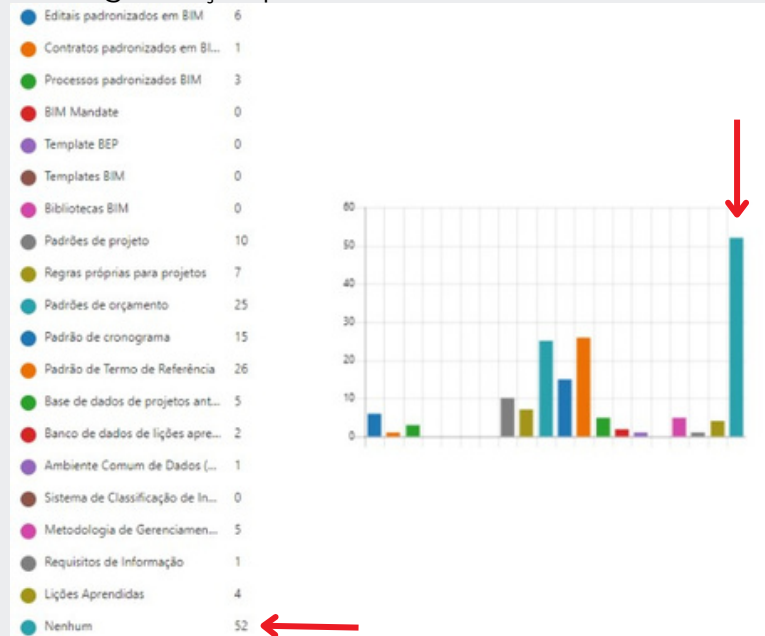 Editais padronizados em BIM 6
Contratos padronizados em BI... 1
Processos padronizados BIM 3
BIM Mandate 0
Template BEP 0
Templates BIM 0
Bibliotecas BIM 0
Padrões de projeto 10
Regras próprias para projetos 7
Padrões de orçamento 25
Padrão de cronograma 15
Padrão de Termo de Referência 26
Base de dados de projetos ant... 5
Banco de dados de lições apre... 2
Ambiente Comum de Dados (... 1
Sistema de Classificação de In... 0
Metodologia de Gerenciamen... 5
Requisitos de Informação 1
Lições Aprendidas 4
Nenhum 52
60
50
40
30
20
10
0